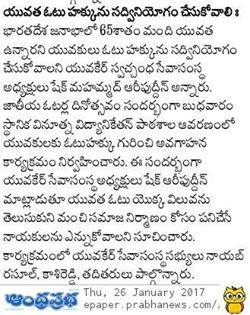 యువత ఓటు హక్కును సద్వినియోగం చేసుకోవాలి :
భారతదేశ జనాభాలో 65శాతం మంది యువత
ఉన్నారని యువకులు ఓటు హక్కును సద్వినియోగం
చేసుకోవాలని యువకేర్ స్వచ్చంద సేవాసంస్థ
అధ్యక్షులు షేక్ మహమ్మద్ ఆరీఫుద్దీన్ అన్నారు.
జాతీయ ఓటర్ల దినోత్సవం సందర్భంగా బుధవారం
స్థానిక వినూత్న విద్యానికేతన్ పాఠశాల ఆవరణంలో
యువకులకు ఓటుహక్కు గురించి అవగాహన
కార్యక్రమం నిర్వహించారు. ఈ సందర్భంగా
యువకేర్ సేవాసంస్థ అధ్యక్షులు షేక్ ఆరీఫుద్దీన్
మాట్లాడుతూ యువత ఓటు యొక్క విలువను
తెలుసుకుని మంచి సమాజ నిర్మాణం కోసం పనిచేసే
నాయకులను ఎన్నుకోవాలని సూచించారు.
కార్యక్రమంలో యువకేర్ సేవాసంస్థ సభ్యులు నాయబ్
రసూల్, కాశిరెడ్డి, తదితరులు పాల్గొన్నారు.
ఆంధ్రప్రభ Thu, 26 January 2017
epaper.prabhanews.com/